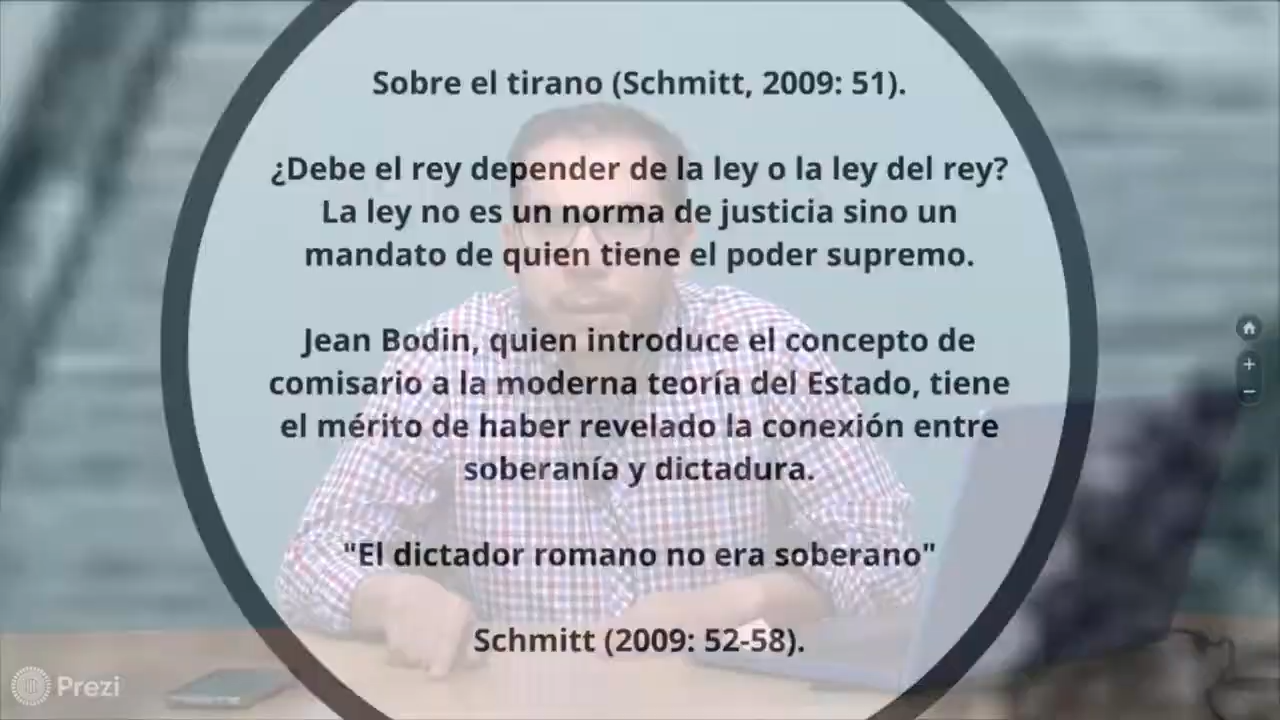 Sobre el tirano (Schmitt, 2009: 51).
¿Debe el rey depender de la ley o la ley del rey?
La ley no es un norma de justicia sino un
mandato de quien tiene el poder supremo.
Jean Bodin, quien introduce el concepto de
comisario a la moderna teoría del Estado, tiene
el mérito de haber revelado la conexión entre
soberanía y dictadura.
"El dictador romano no era soberano"
Schmitt (2009: 52-58).
Prezi